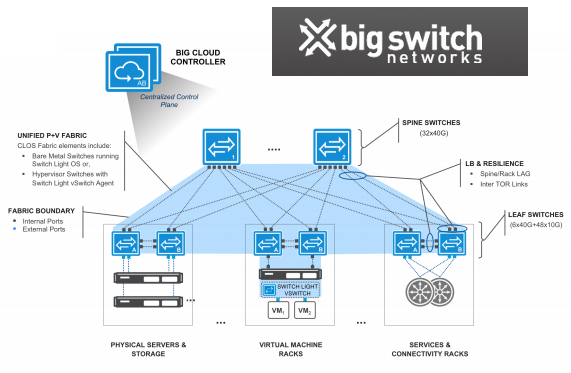 big switch
networks
BIG CLOUD
CONTROLLER
AB
Centralized Control
Plane
UNIFIED P+V FABRIC
CLOS Fabric elements include:
Bare Metal Switches running
Switch Light OS or,
Hypervisor Switches with
Switch Light vSwitch Agent
1
....
2
SPINE SWITCHES
(32x40G)
LB & RESILIENCE
Spine/Rack LAG
Inter TOR Links
FABRIC BOUNDARY
Internal Ports
External Ports
LEAF SWITCHES
(6x40G+48x10G)
A
B
A
B
A
B
SWITCH LIGHT
VSWITCH
VM1
VM2
...
...
...
PHYSICAL SERVERS &
STORAGE
VIRTUAL MACHINE
RACKS
SERVICES &
CONNECTIVITY RACKS